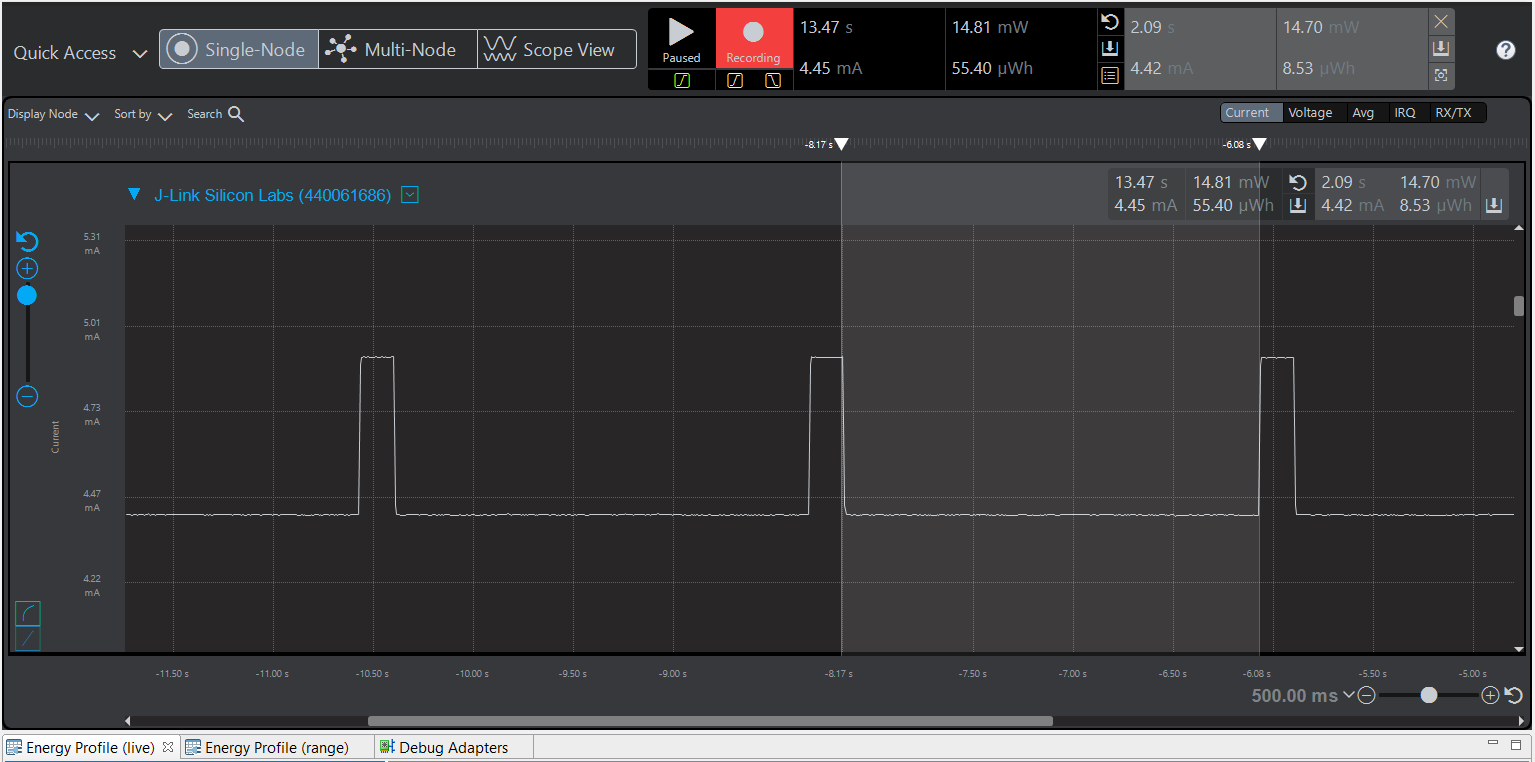 Quick Access
Single-Node
Multi-Node
Scope View
Paused
Recording
13.47 s
14.81 mW
4.45 mA
55.40 µWh
2.09 s
14.70 mW
4.42 mA
8.53 µWh
Display Node
Sort by
Search
Current
Voltage
Avg
IRQ
RX/TX
-8.17 s
-6.08 s
J-Link Silicon Labs (440061686)
13.47 s
14.81 mW
2.09 s
14.70 mW
4.45 mA
55.40 µWh
4.42 mA
8.53 µWh
5.31
mA
5.01
mA
4.73
mA
Current
4.47
mA
4.22
mA
-11.50 s
-11.00 s
-10.50 s
-10.00 s
-9.50 s
-9.00 s
-8.17 s
-7.50 s
-7.00 s
-6.50 s
-6.08 s
-5.50 s
-5.00 s
500.00 ms
Energy Profile (live)
Energy Profile (range)
Debug Adapters